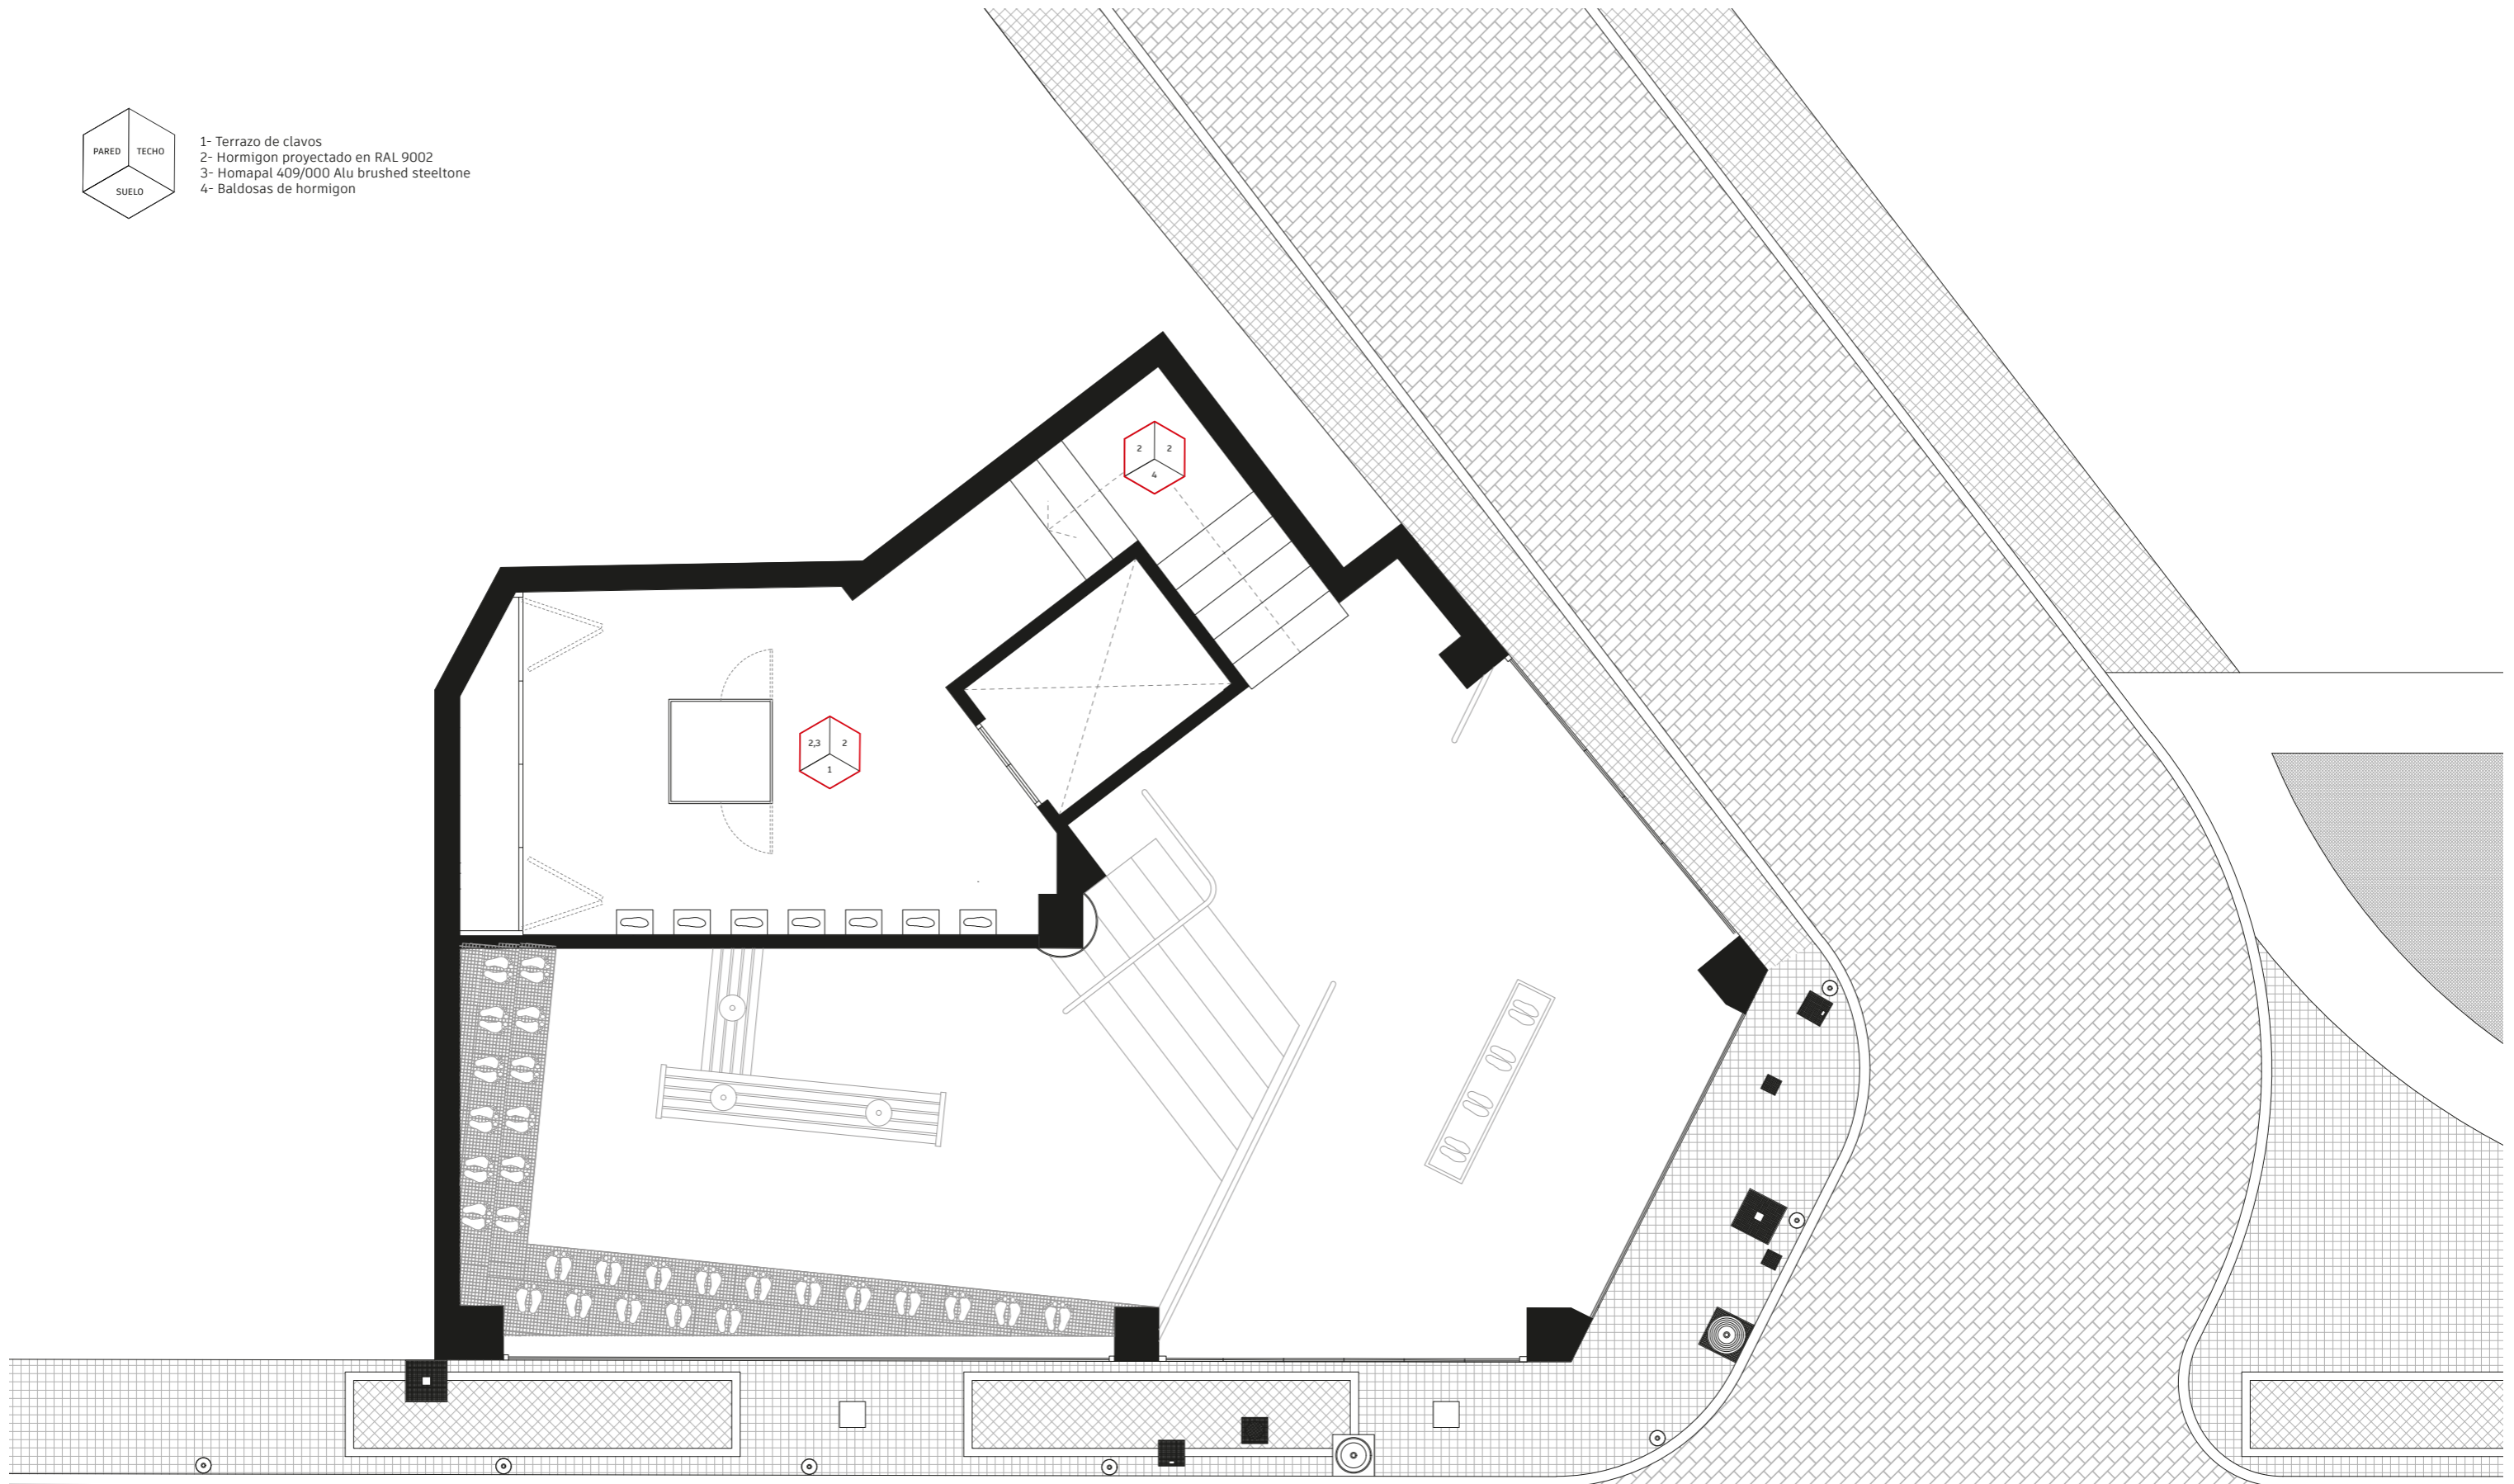 PARED TECHO
SUELO
1- Terrazo de clavos
2- Hormigon proyectado en RAL 9002
3- Homapal 409/000 Alu brushed steeltone
4- Baldosas de hormigon
2 2
4
2,3 2
1